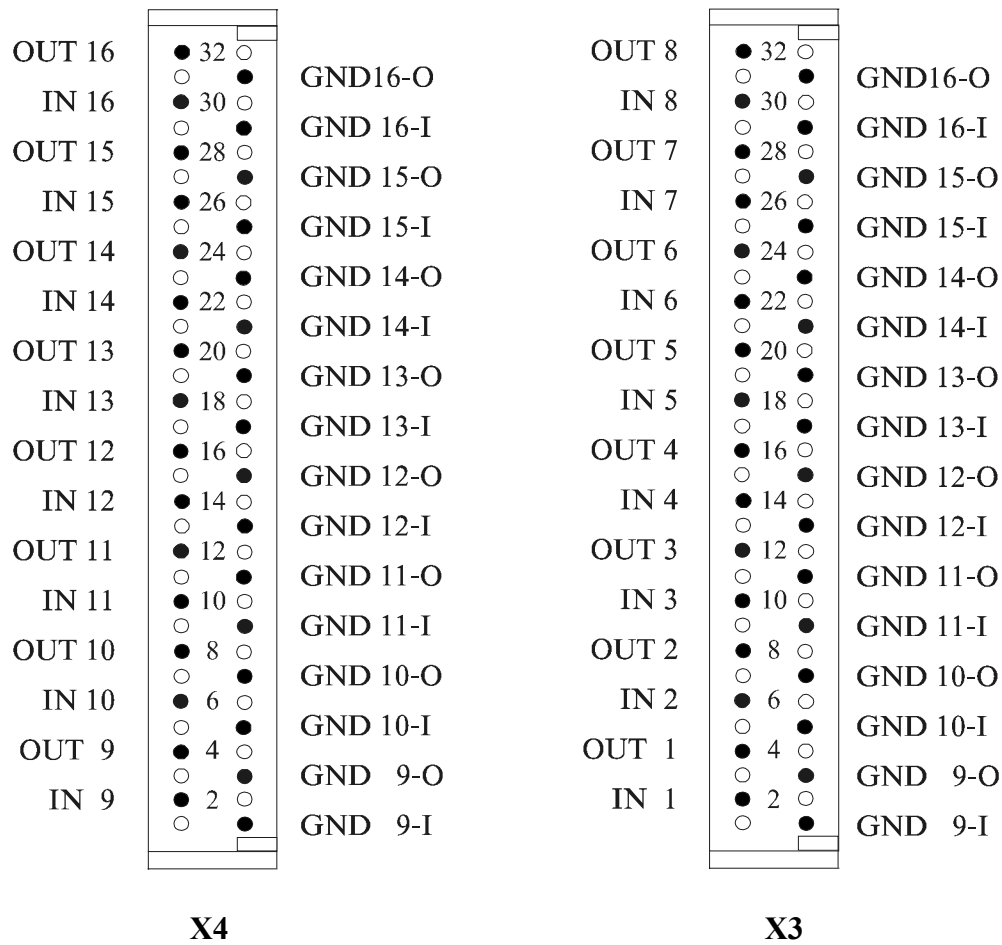 OUT 16 32 OUT 8 32
GND16-O GND16-O
IN 16 30 IN 8 30
GND 16-I GND 16-I
OUT 15 28 OUT 7 28
GND 15-O GND 15-O
IN 15 26 IN 7 26
GND 15-I GND 15-I
OUT 14 24 OUT 6 24
GND 14-O GND 14-O
IN 14 22 IN 6 22
GND 14-I GND 14-I
OUT 13 20 OUT 5 20
GND 13-O GND 13-O
IN 13 18 IN 5 18
GND 13-I GND 13-I
OUT 12 16 OUT 4 16
GND 12-O GND 12-O
IN 12 14 IN 4 14
GND 12-I GND 12-I
OUT 11 12 OUT 3 12
GND 11-O GND 11-O
IN 11 10 IN 3 10
GND 11-I GND 11-I
OUT 10 8 OUT 2 8
GND 10-O GND 10-O
IN 10 6 IN 2 6
GND 10-I GND 10-I
OUT 9 4 OUT 1 4
GND 9-O GND 9-O
IN 9 2 IN 1 2
GND 9-I GND 9-I
X4 X3